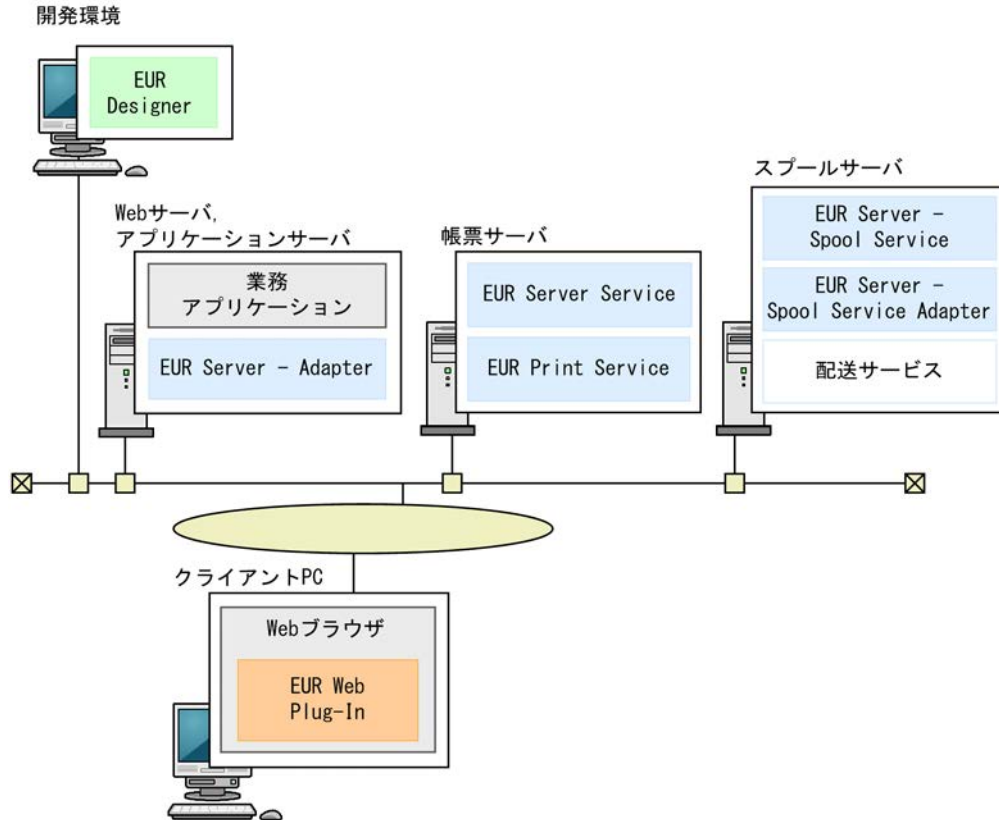 開発環境
EUR
Designer
Webサーバ,
アプリケーションサーバ
業務
アプリケーション
EUR Server - Adapter
帳票サーバ
EUR Server Service
EUR Print Service
スプールサーバ
EUR Server -
Spool Service
EUR Server -
Spool Service Adapter
配送サービス
クライアントPC
Webブラウザ
EUR Web
Plug-In